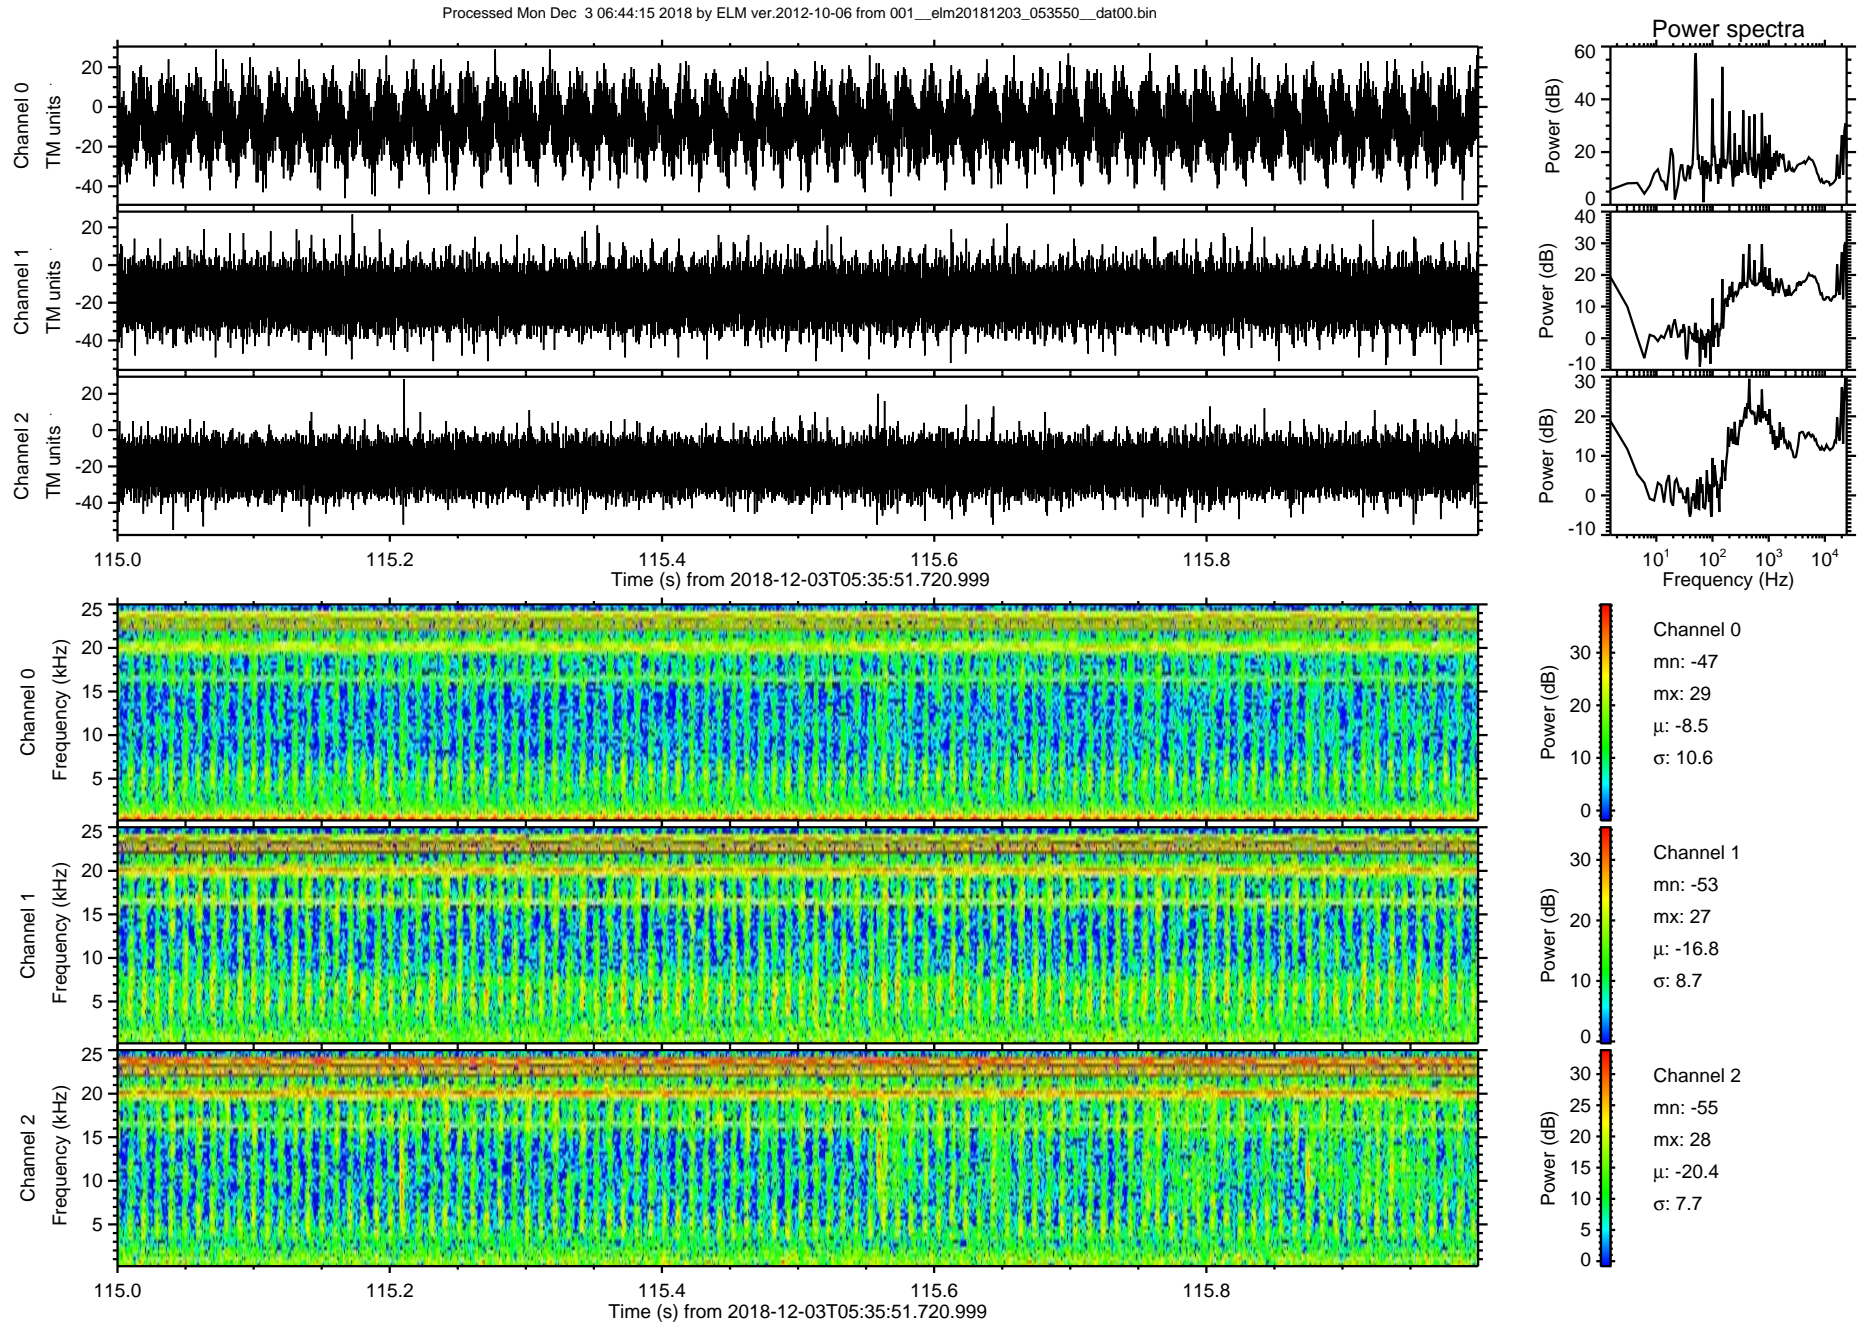 Processed Mon Dec  3 06:44:15 2018 by ELM ver.2012-10-06 from 001__elm20181203_053550__dat00.bin
Power spectra
Channel 0
TM units
20
0
-20
-40
Power (dB)
60
40
20
0
Channel 1
TM units
20
0
-20
-40
Power (dB)
40
30
20
10
0
-10
Channel 2
TM units
20
0
-20
-40
Power (dB)
30
20
10
0
-10
115.0 115.2 115.4 115.6 115.8
Time (s) from 2018-12-03T05:35:51.720.999
10^1 10^2 10^3 10^4
Frequency (Hz)
Channel 0
Frequency (kHz)
25
20
15
10
5
Power (dB)
30
20
10
0
Channel 0
mn: -47
mx: 29
μ: -8.5
σ: 10.6
Channel 1
Frequency (kHz)
25
20
15
10
5
Power (dB)
30
20
10
0
Channel 1
mn: -53
mx: 27
μ: -16.8
σ: 8.7
Channel 2
Frequency (kHz)
25
20
15
10
5
Power (dB)
30
25
20
15
10
5
0
Channel 2
mn: -55
mx: 28
μ: -20.4
σ: 7.7
115.0 115.2 115.4 115.6 115.8
Time (s) from 2018-12-03T05:35:51.720.999